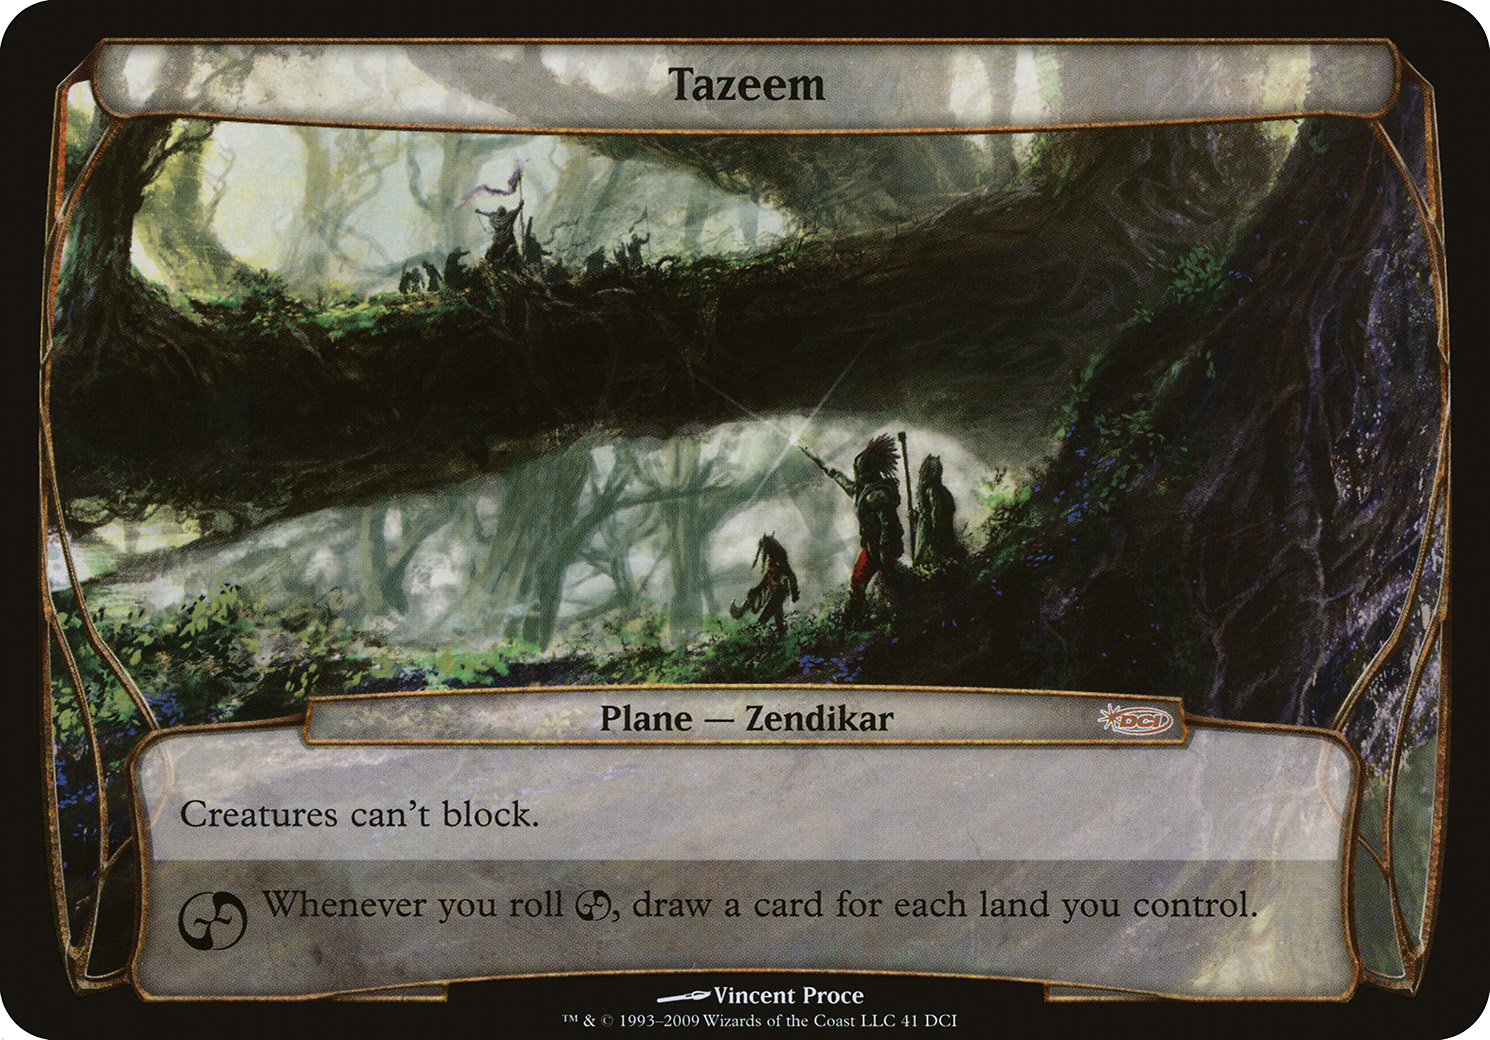 Tazeem
Plane — Zendikar
DCI
Creatures can't block.
Whenever you roll , draw a card for each land you control.
Vincent Proce
™ & © 1993–2009 Wizards of the Coast LLC 41 DCI